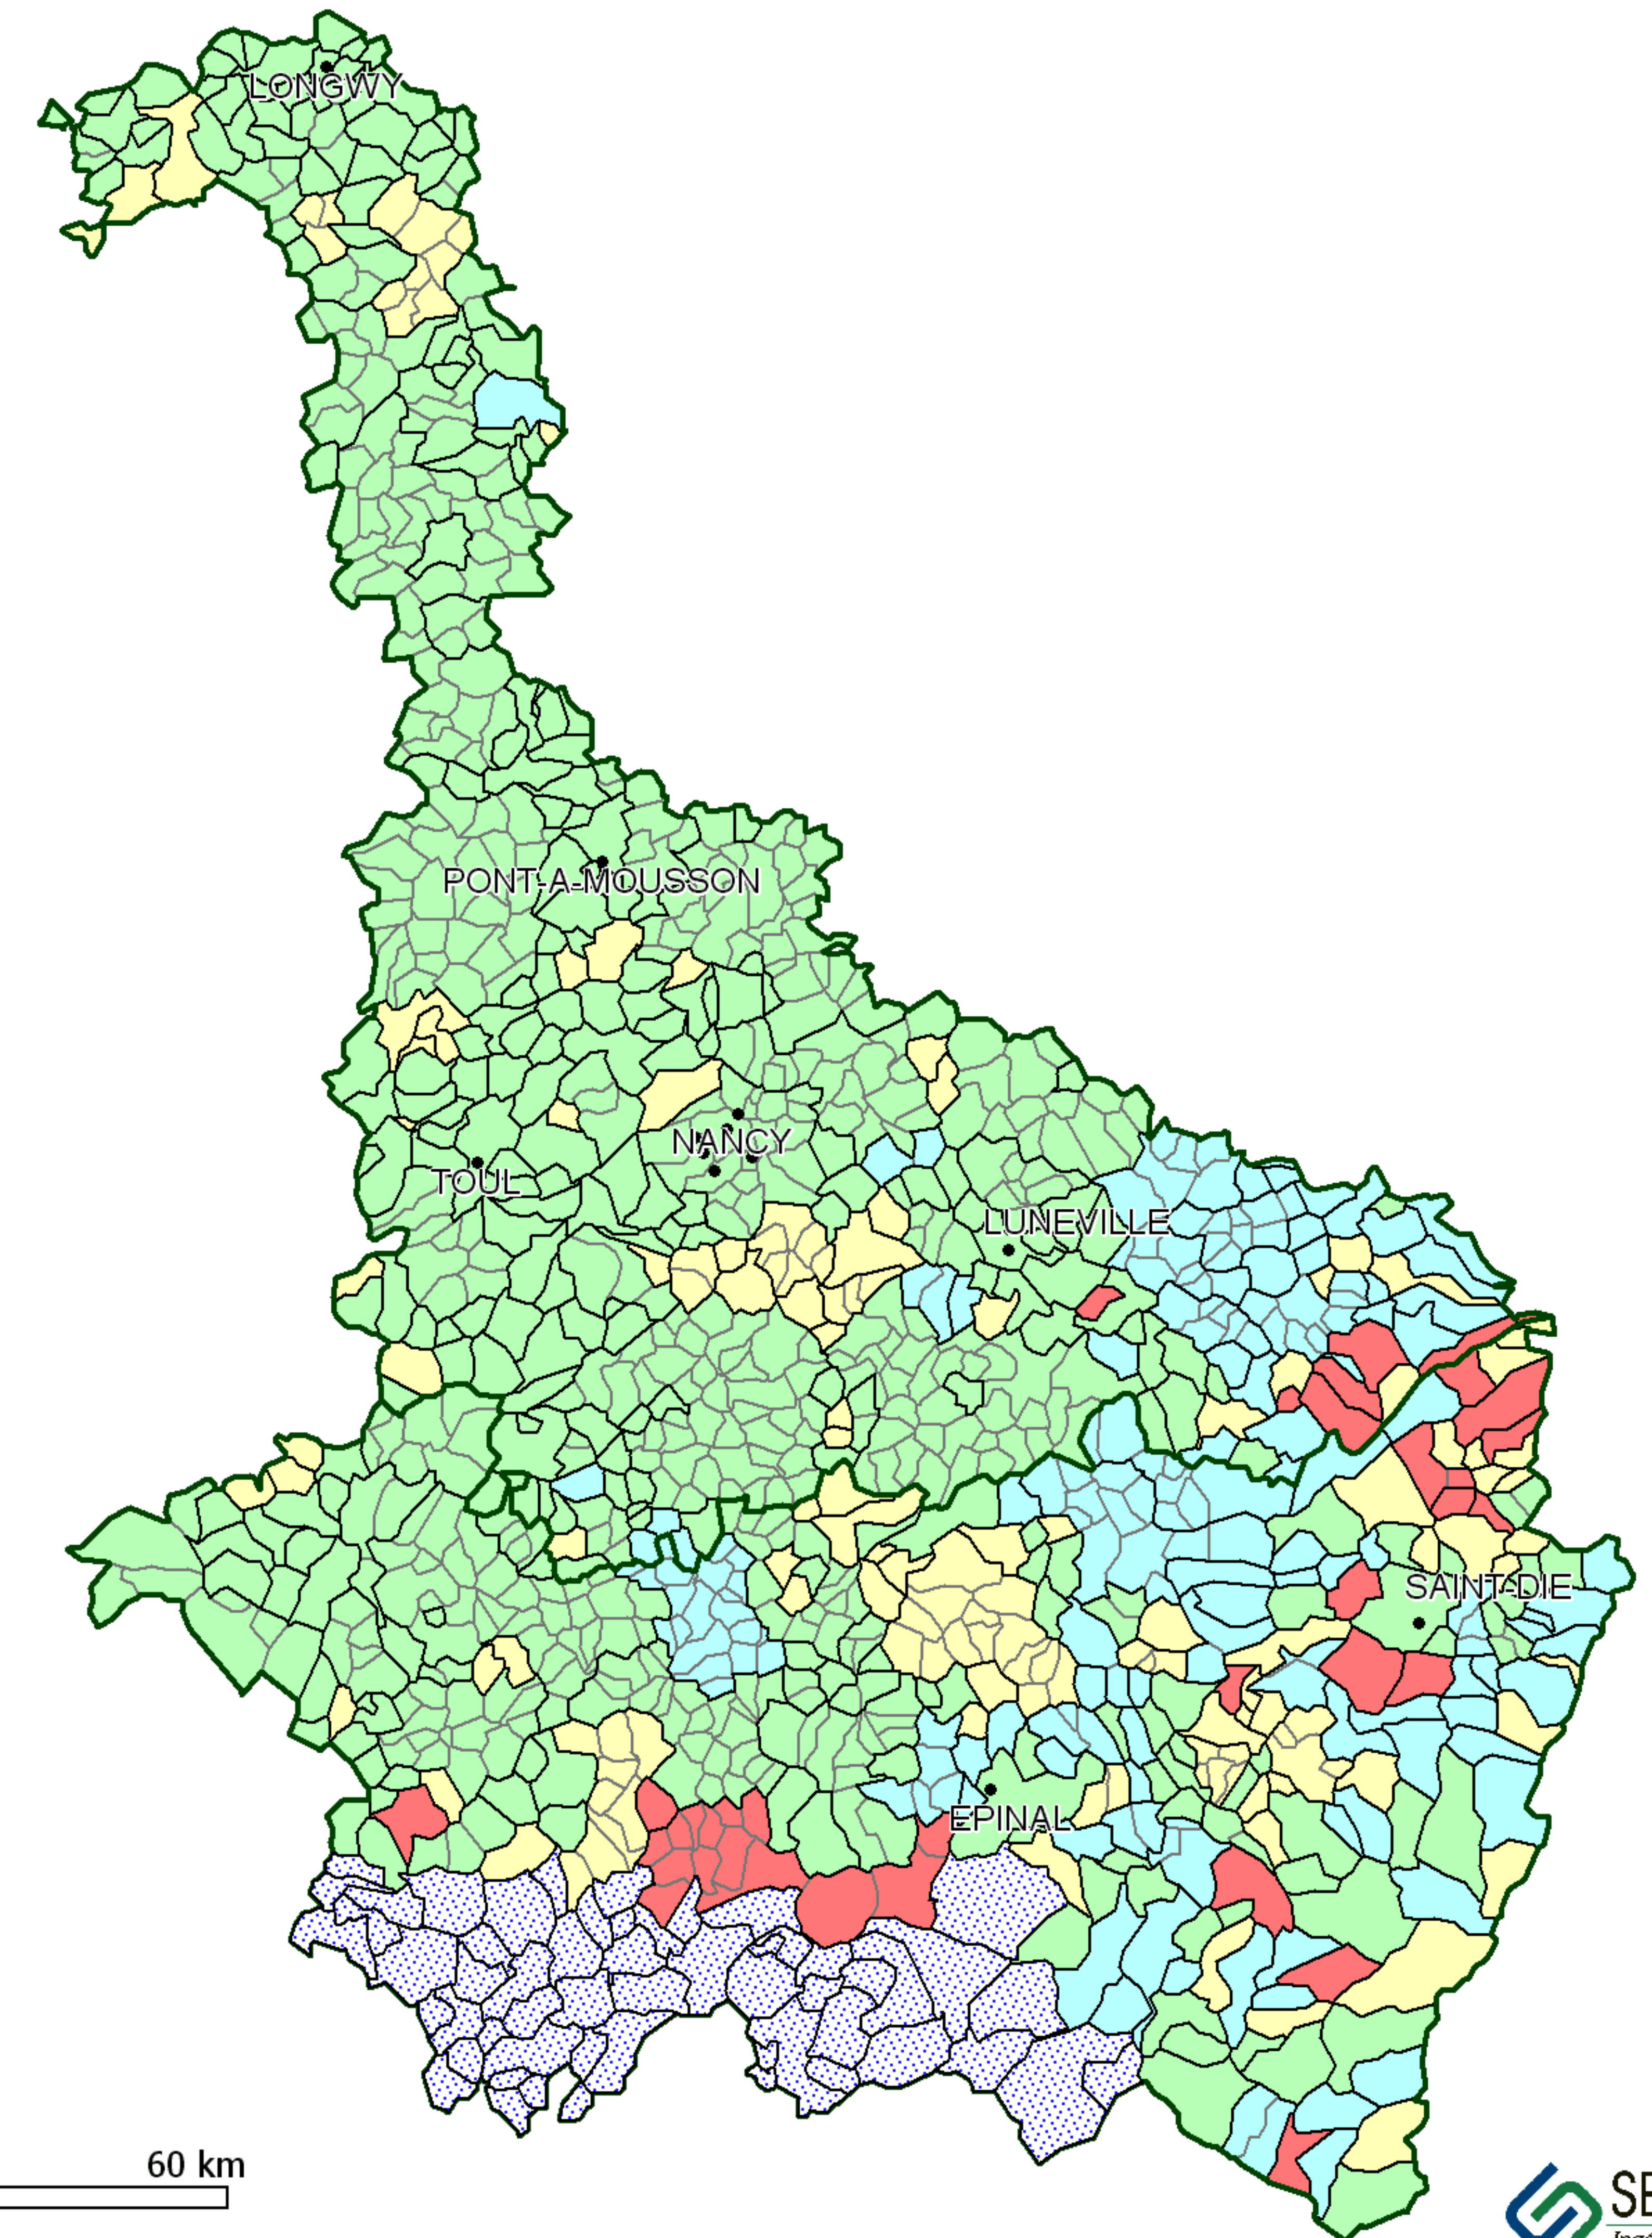 LONGWY
PONT-A-MOUSSON
NANCY
TOUL
LUNEVILLE
SAINT-DIE
EPINAL
60 km